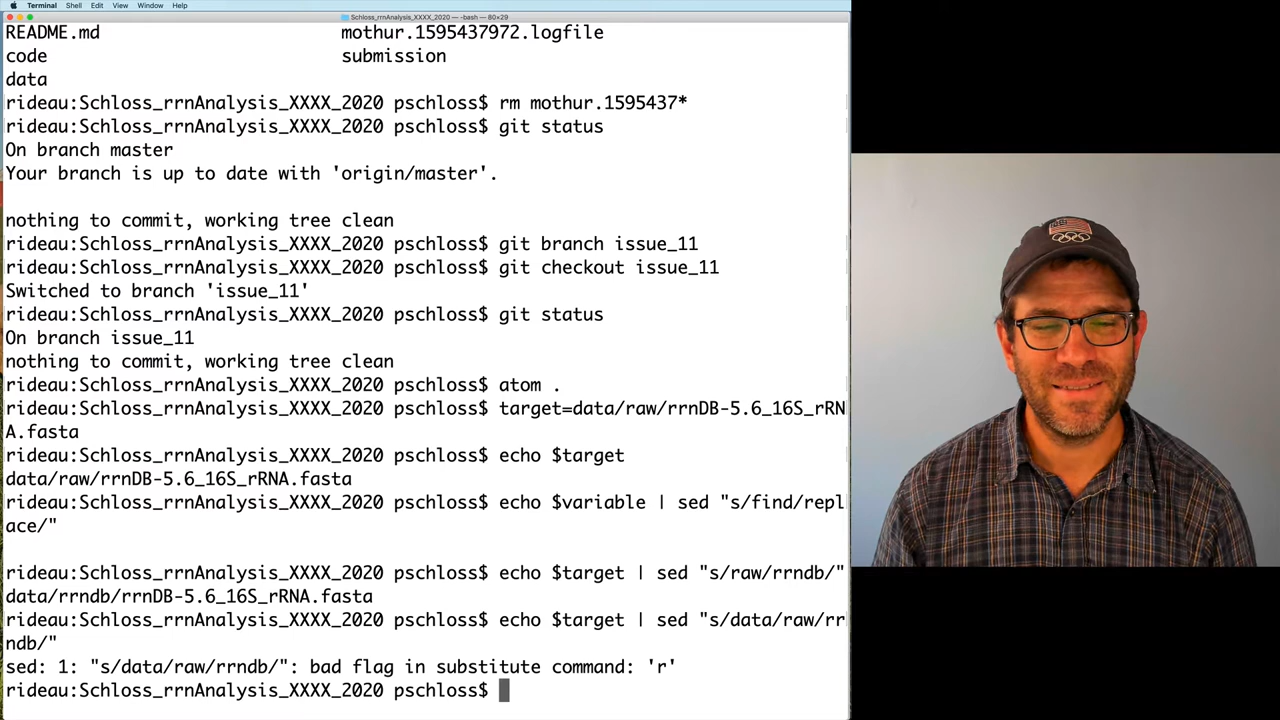 Terminal Shell Edit View Window Help
Schloss_rrnAnalysis_XXXX_2020 — -bash — 80×29
README.md mothur.1595437972.logfile
code submission
data
rideau:Schloss_rrnAnalysis_XXXX_2020 pschloss$ rm mothur.1595437*
rideau:Schloss_rrnAnalysis_XXXX_2020 pschloss$ git status
On branch master
Your branch is up to date with 'origin/master'.
nothing to commit, working tree clean
rideau:Schloss_rrnAnalysis_XXXX_2020 pschloss$ git branch issue_11
rideau:Schloss_rrnAnalysis_XXXX_2020 pschloss$ git checkout issue_11
Switched to branch 'issue_11'
rideau:Schloss_rrnAnalysis_XXXX_2020 pschloss$ git status
On branch issue_11
nothing to commit, working tree clean
rideau:Schloss_rrnAnalysis_XXXX_2020 pschloss$ atom .
rideau:Schloss_rrnAnalysis_XXXX_2020 pschloss$ target=data/raw/rrnDB-5.6_16S_rRN
A.fasta
rideau:Schloss_rrnAnalysis_XXXX_2020 pschloss$ echo $target
data/raw/rrnDB-5.6_16S_rRNA.fasta
rideau:Schloss_rrnAnalysis_XXXX_2020 pschloss$ echo $variable | sed "s/find/repl
ace/"
rideau:Schloss_rrnAnalysis_XXXX_2020 pschloss$ echo $target | sed "s/raw/rrndb/"
data/rrndb/rrnDB-5.6_16S_rRNA.fasta
rideau:Schloss_rrnAnalysis_XXXX_2020 pschloss$ echo $target | sed "s/data/raw/rr
ndb/"
sed: 1: "s/data/raw/rrndb/": bad flag in substitute command: 'r'
rideau:Schloss_rrnAnalysis_XXXX_2020 pschloss$